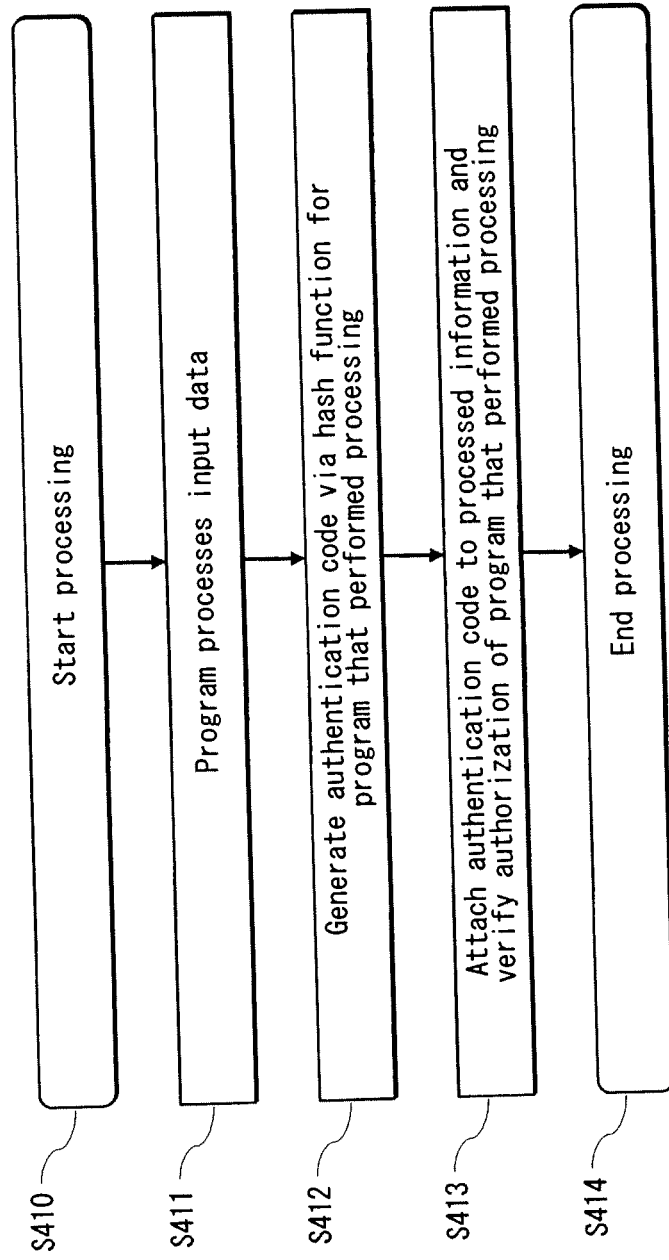 S410
Start processing
S411
Program processes input data
S412
Generate authentication code via hash function for
program that performed processing
S413
Attach authentication code to processed information and
verify authorization of program that performed processing
S414
End processing